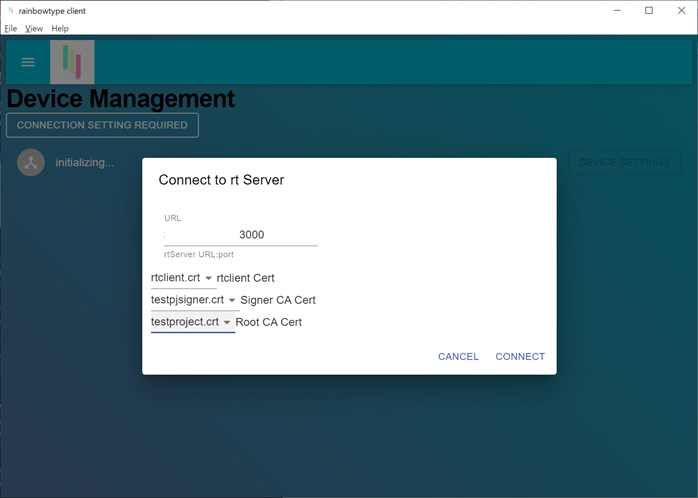 rainbowtype client
File View Help
Device Management
CONNECTION SETTING REQUIRED
initializing...
DEVICE SETTINGS
Connect to rt Server
URL
: 3000
rtServer URL:port
rtclient.crt rtclient Cert
testpjsigner.crt Signer CA Cert
testproject.crt Root CA Cert
CANCEL CONNECT